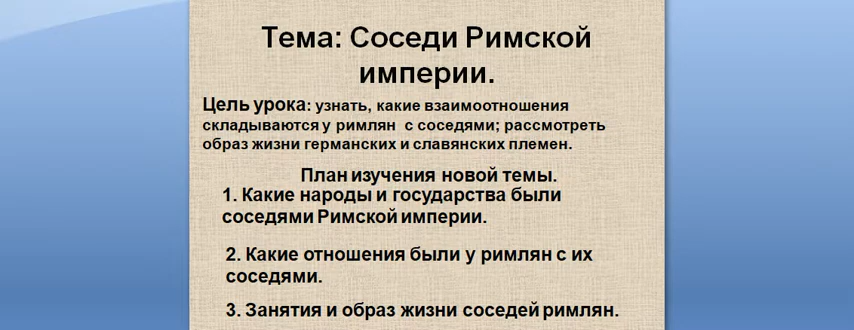 Тема: Соседи Римской
империи.
Цель урока: узнать, какие взаимоотношения
складываются у римлян с соседями; рассмотреть
образ жизни германских и славянских племен.
План изучения новой темы.
1. Какие народы и государства были
соседями Римской империи.
2. Какие отношения были у римлян с их
соседями.
3. Занятия и образ жизни соседей римлян.